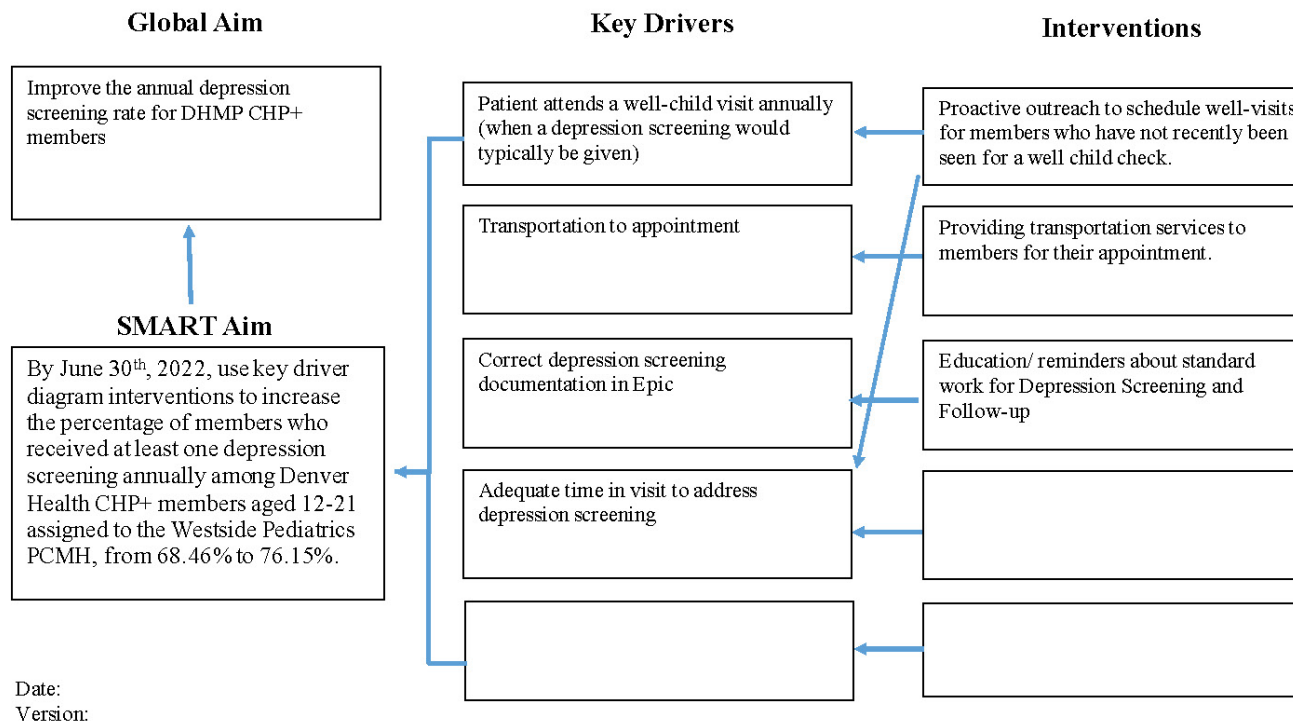 Global Aim
Improve the annual depression
screening rate for DHMP CHP+
members
SMART Aim
By June 30th, 2022, use key driver
diagram interventions to increase
the percentage of members who
received at least one depression
screening annually among Denver
Health CHP+ members aged 12-21
assigned to the Westside Pediatrics
PCMH, from 68.46% to 76.15%.
Key Drivers
Patient attends a well-child visit annually
(when a depression screening would
typically be given)
Transportation to appointment
Correct depression screening
documentation in Epic
Adequate time in visit to address
depression screening
Interventions
Proactive outreach to schedule well-visits
for members who have not recently been
seen for a well child check.
Providing transportation services to
members for their appointment.
Education/ reminders about standard
work for Depression Screening and
Follow-up
Date:
Version: